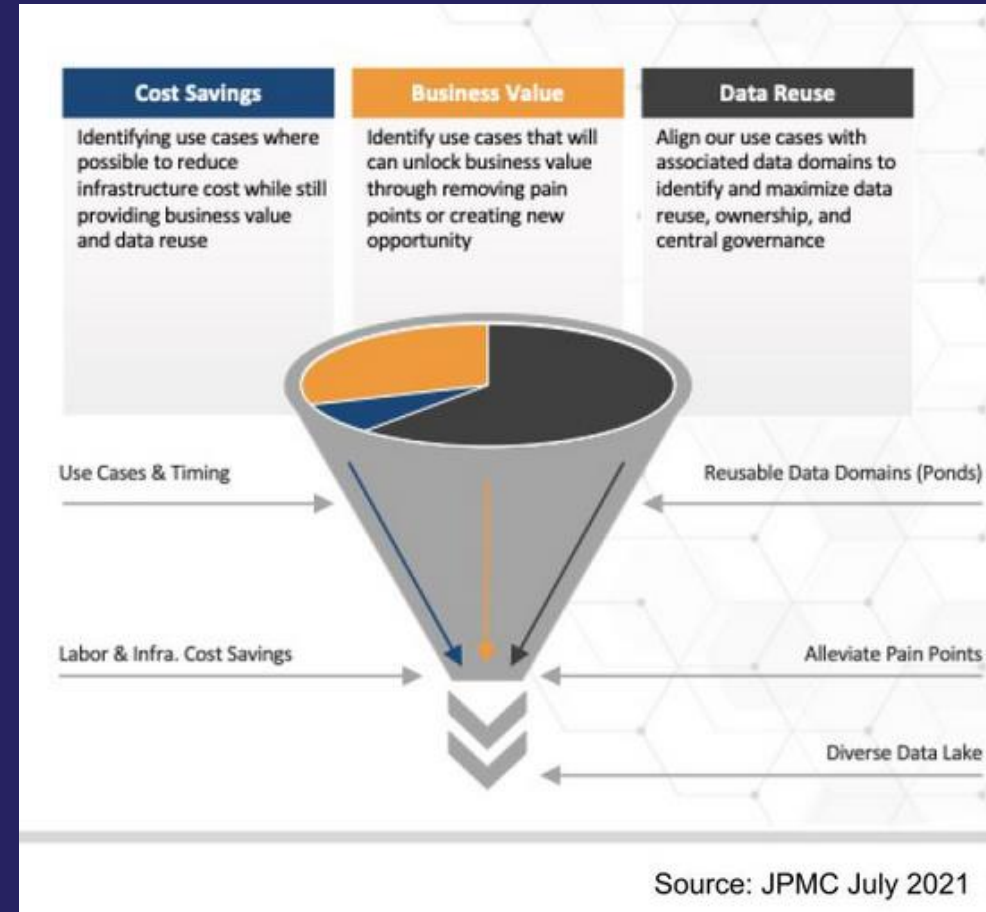 Cost Savings
Identifying use cases where
possible to reduce
infrastructure cost while still
providing business value
and data reuse
Business Value
Identify use cases that will
can unlock business value
through removing pain
points or creating new
opportunity
Data Reuse
Align our use cases with
associated data domains to
identify and maximize data
reuse, ownership, and
central governance
Use Cases & Timing
Reusable Data Domains (Ponds)
Labor & Infra. Cost Savings
Alleviate Pain Points
Diverse Data Lake
Source: JPMC July 2021